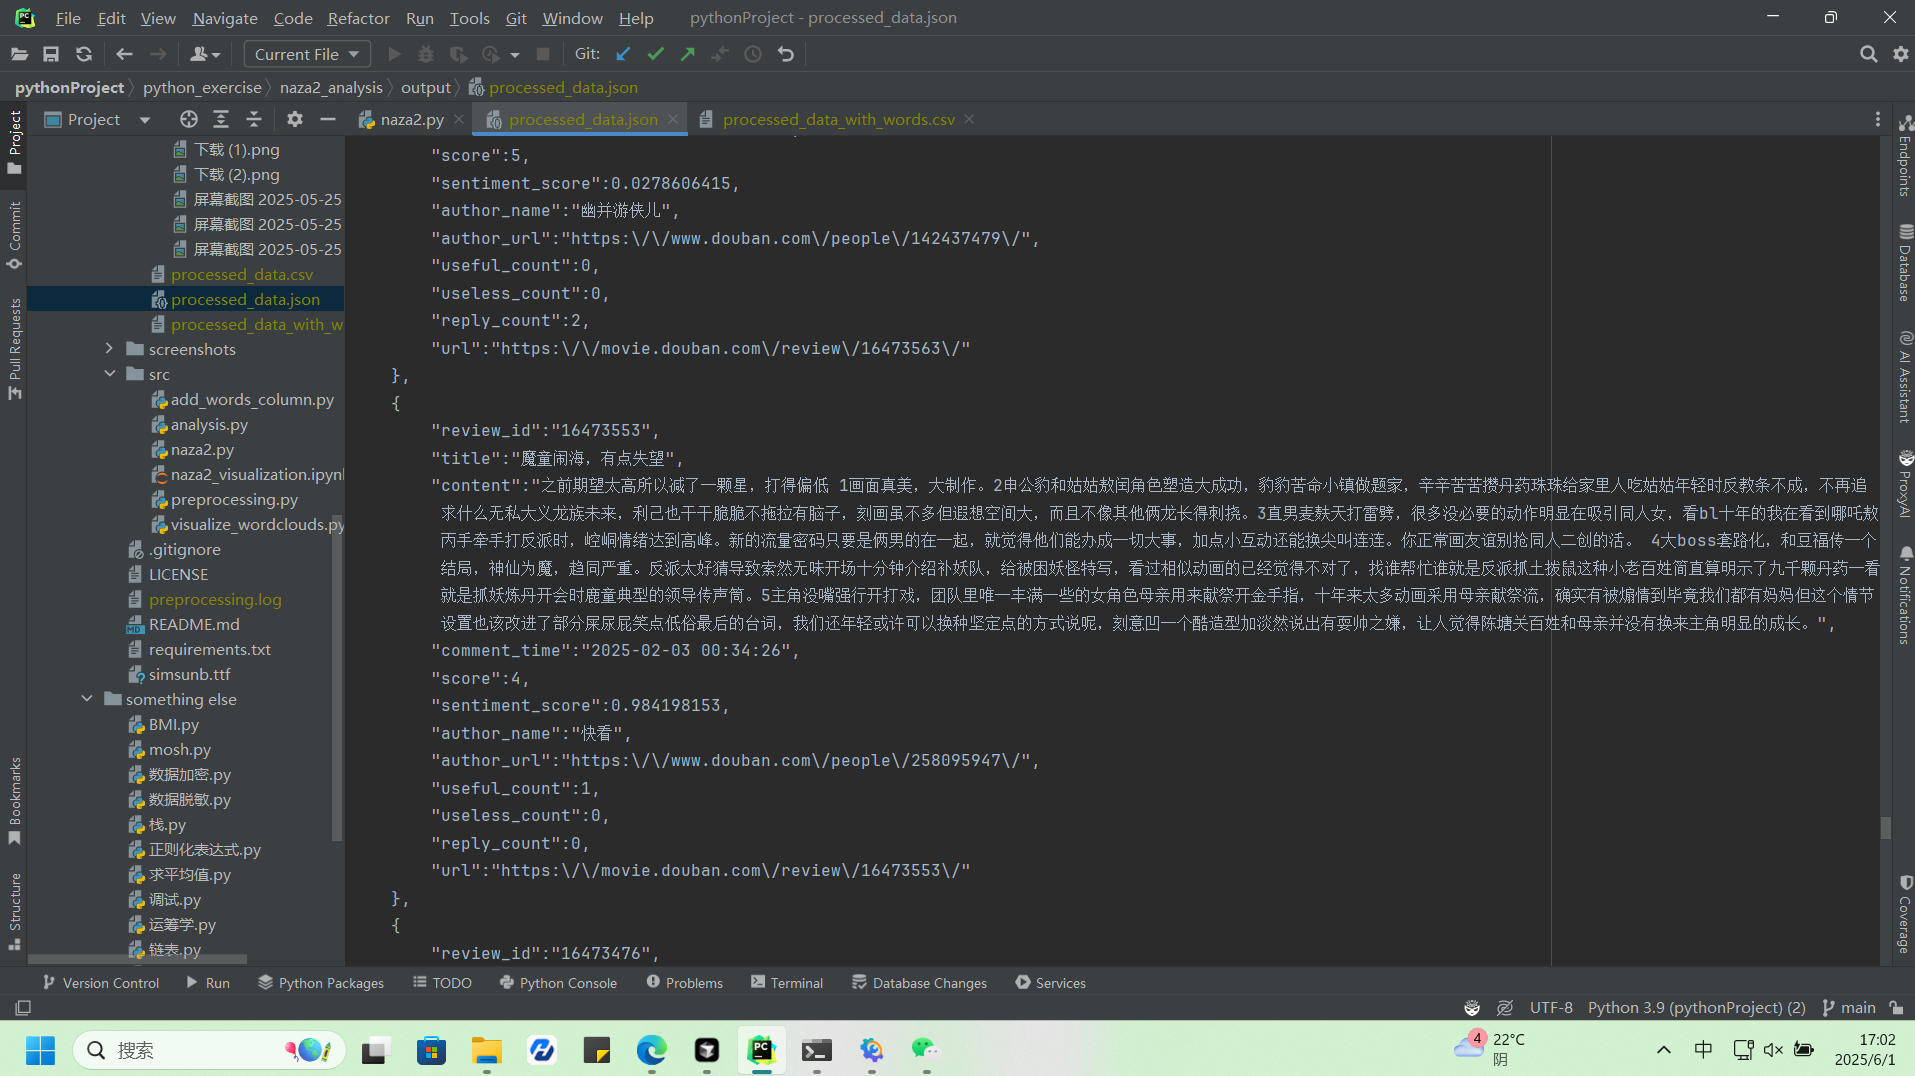 File Edit View Navigate Code Refactor Run Tools Git Window Help pythonProject - processed_data.json
Current File Git:
pythonProject python_exercise naza2_analysis output processed_data.json
Project naza2.py processed_data.json processed_data_with_words.csv
Project
Commit
Pull Requests
Bookmarks
Structure
下载 (1).png
下载 (2).png
屏幕截图 2025-05-25
屏幕截图 2025-05-25
屏幕截图 2025-05-25
processed_data.csv
processed_data.json
processed_data_with_w
screenshots
src
add_words_column.py
analysis.py
naza2.py
naza2_visualization.ipynb
preprocessing.py
visualize_wordclouds.py
.gitignore
LICENSE
preprocessing.log
README.md
requirements.txt
simsunb.ttf
something else
BMI.py
mosh.py
数据加密.py
数据脱敏.py
栈.py
正则化表达式.py
求平均值.py
调试.py
运筹学.py
链表.py
"score":5,
"sentiment_score":0.0278606415,
"author_name":"幽并游侠儿",
"author_url":"https:\/\/www.douban.com\/people\/142437479\/",
"useful_count":0,
"useless_count":0,
"reply_count":2,
"url":"https:\/\/movie.douban.com\/review\/16473563\/"
},
{
"review_id":"16473553",
"title":"魔童闹海，有点失望",
"content":"之前期望太高所以减了一颗星，打得偏低 1画面真美，大制作。2申公豹和姑姑敖闰角色塑造大成功，豹豹苦命小镇做题家，辛辛苦苦攒丹药珠珠给家里人吃姑姑年轻时反教条不成，不再追
求什么无私大义龙族未来，利己也干干脆脆不拖拉有脑子，刻画虽不多但遐想空间大，而且不像其他俩龙长得刺挠。3直男麦麸天打雷劈，很多没必要的动作明显在吸引同人女，看bl十年的我在看到哪吒敖
丙手牵手打反派时，崆峒情绪达到高峰。新的流量密码只要是俩男的在一起，就觉得他们能办成一切大事，加点小互动还能换尖叫连连。你正常画友谊别抢同人二创的活。 4大boss套路化，和豆福传一个
结局，神仙为魔，趋同严重。反派太好猜导致索然无味开场十分钟介绍补妖队，给被困妖怪特写，看过相似动画的已经觉得不对了，找谁帮忙谁就是反派抓土拨鼠这种小老百姓简直算明示了九千颗丹药一看
就是抓妖炼丹开会时鹿童典型的领导传声筒。5主角没嘴强行开打戏，团队里唯一丰满一些的女角色母亲用来献祭开金手指，十年来太多动画采用母亲献祭流，确实有被煽情到毕竟我们都有妈妈但这个情节
设置也该改进了部分屎尿屁笑点低俗最后的台词，我们还年轻或许可以换种坚定点的方式说呢，刻意凹一个酷造型加淡然说出有耍帅之嫌，让人觉得陈塘关百姓和母亲并没有换来主角明显的成长。",
"comment_time":"2025-02-03 00:34:26",
"score":4,
"sentiment_score":0.984198153,
"author_name":"快看",
"author_url":"https:\/\/www.douban.com\/people\/258095947\/",
"useful_count":1,
"useless_count":0,
"reply_count":0,
"url":"https:\/\/movie.douban.com\/review\/16473553\/"
},
{
"review_id":"16473476",
Endpoints
Database
AI Assistant
ProxyAI
Notifications
Coverage
Version Control Run Python Packages TODO Python Console Problems Terminal Database Changes Services
UTF-8 Python 3.9 (pythonProject) (2) main
搜索
4 22°C
阴
中
17:02
2025/6/1